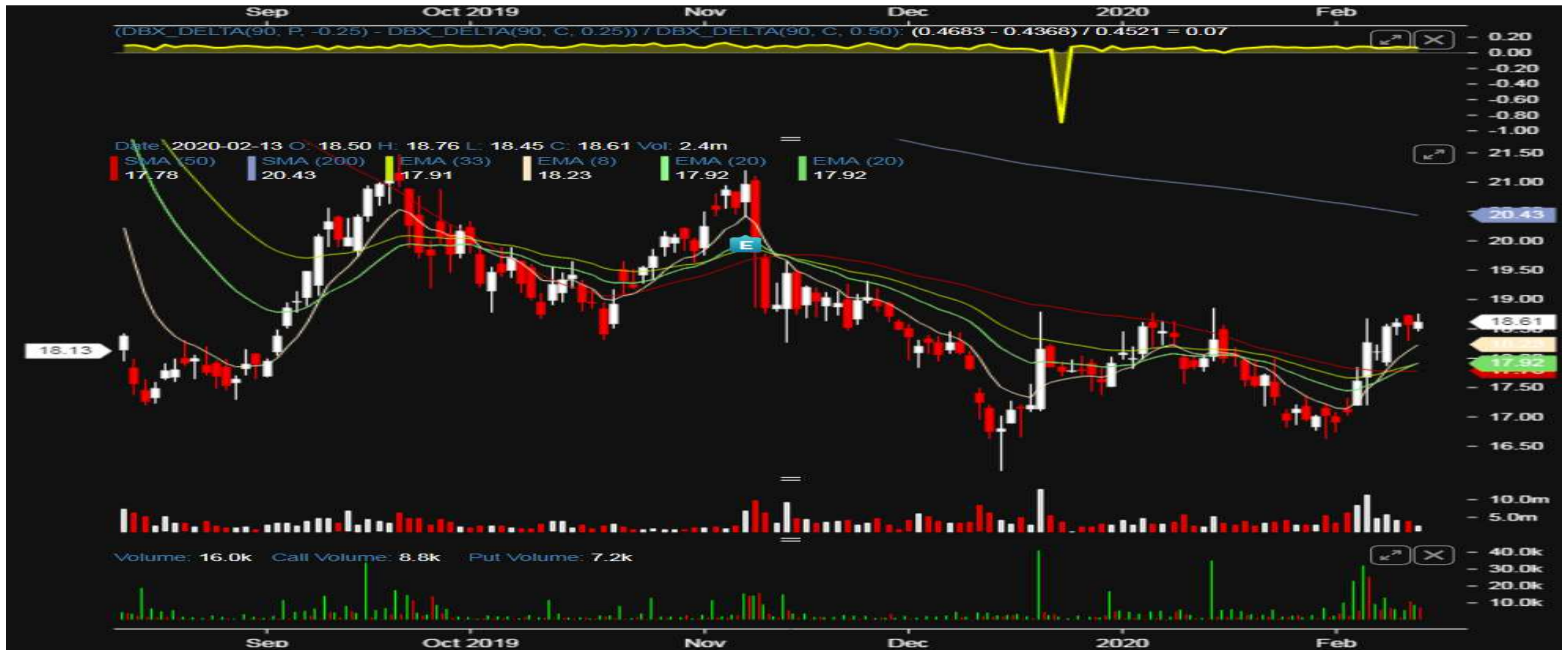 Sep Oct 2019 Nov Dec 2020 Feb
(DBX_DELTA(90, P, -0.25) - DBX_DELTA(90, C, 0.25)) / DBX_DELTA(90, C, 0.50): (0.4683 - 0.4368) / 0.4521 = 0.07
0.20
0.00
-0.20
-0.40
-0.60
-0.80
-1.00
Date: 2020-02-13 O: 18.50 H: 18.76 L: 18.45 C: 18.61 Vol: 2.4m
SMA (50) SMA (200) EMA (33) EMA (8) EMA (20) EMA (20)
17.78 20.43 17.91 18.23 17.92 17.92
21.50
21.00
20.43
20.00
19.50
19.00
18.61
18.50
18.13
17.92
17.50
17.00
16.50
E
10.0m
5.0m
Volume: 16.0k Call Volume: 8.8k Put Volume: 7.2k
40.0k
30.0k
20.0k
10.0k
Sep Oct 2019 Nov Dec 2020 Feb